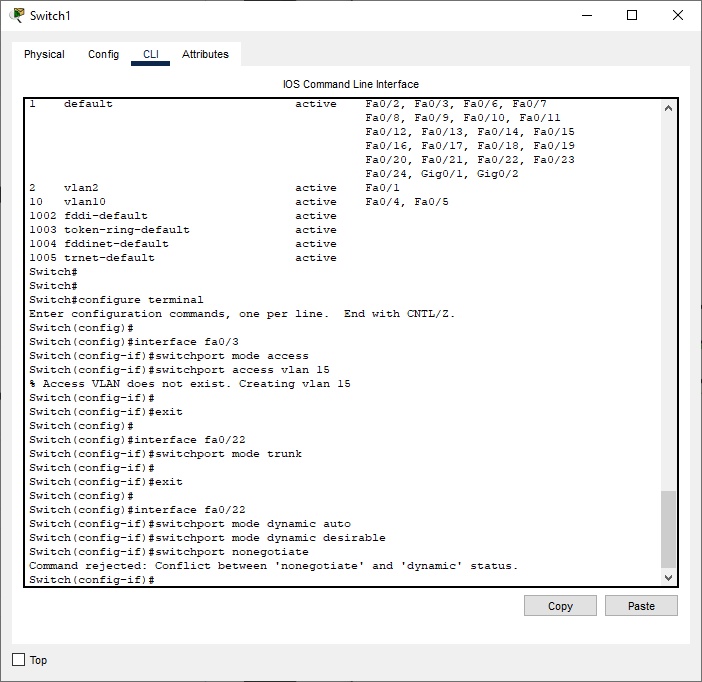 Switch1
Physical Config CLI Attributes
IOS Command Line Interface
1 default active Fa0/2, Fa0/3, Fa0/6, Fa0/7
Fa0/8, Fa0/9, Fa0/10, Fa0/11
Fa0/12, Fa0/13, Fa0/14, Fa0/15
Fa0/16, Fa0/17, Fa0/18, Fa0/19
Fa0/20, Fa0/21, Fa0/22, Fa0/23
Fa0/24, Gig0/1, Gig0/2
2 vlan2 active Fa0/1
10 vlan10 active Fa0/4, Fa0/5
1002 fddi-default active
1003 token-ring-default active
1004 fddinet-default active
1005 trnet-default active
Switch#
Switch#
Switch#configure terminal
Enter configuration commands, one per line. End with CNTL/Z.
Switch(config)#
Switch(config)#interface fa0/3
Switch(config-if)#switchport mode access
Switch(config-if)#switchport access vlan 15
% Access VLAN does not exist. Creating vlan 15
Switch(config-if)#
Switch(config-if)#exit
Switch(config)#
Switch(config)#interface fa0/22
Switch(config-if)#switchport mode trunk
Switch(config-if)#
Switch(config-if)#exit
Switch(config)#
Switch(config)#interface fa0/22
Switch(config-if)#switchport mode dynamic auto
Switch(config-if)#switchport mode dynamic desirable
Switch(config-if)#switchport nonegotiate
Command rejected: Conflict between 'nonegotiate' and 'dynamic' status.
Switch(config-if)#
Copy Paste
Top